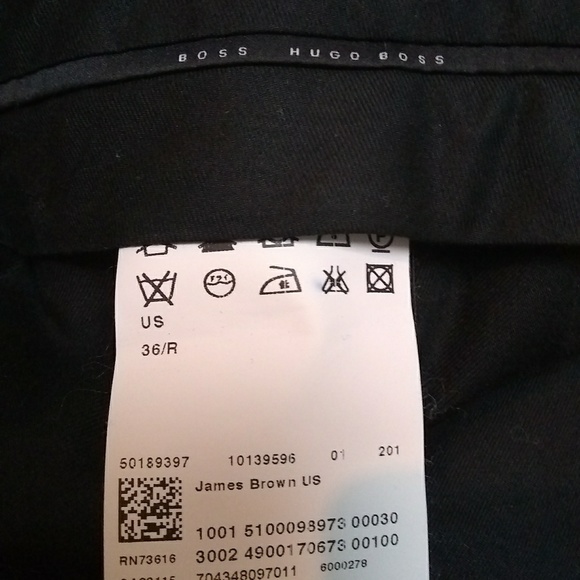 BOSS HUGO BOSS
US
36/R
50189397 10139596 01 201
James Brown US
1001 5100098973 00030
RN73616 3002 4900170673 00100
704348097011 6000278